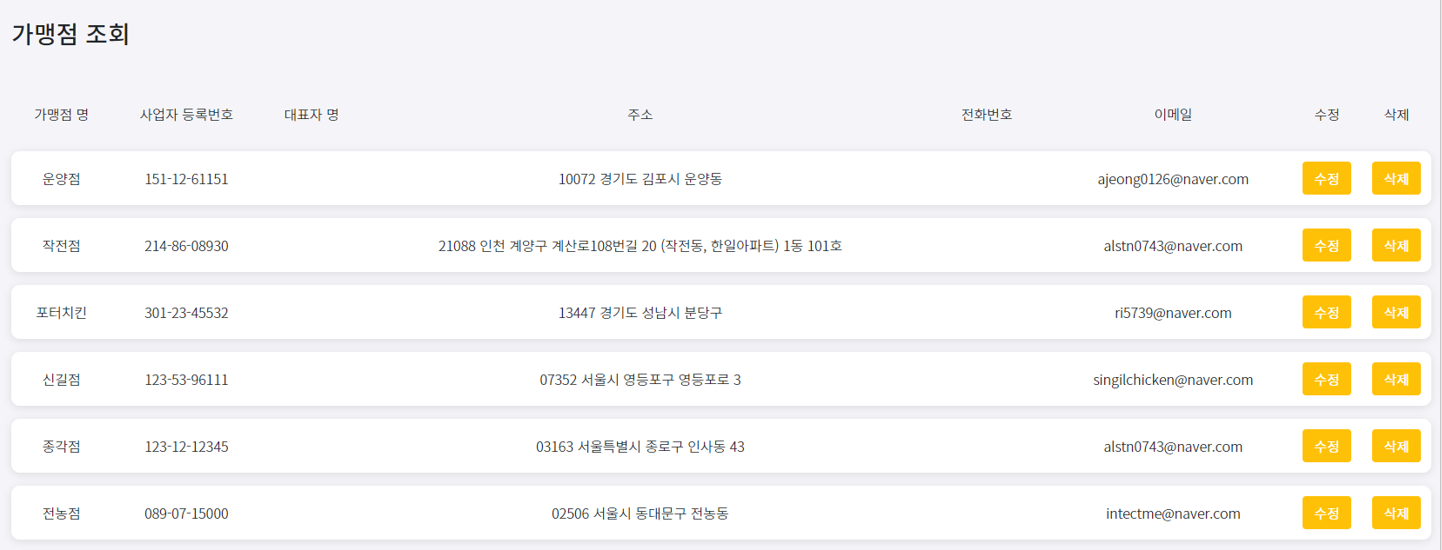 가맹점 조회
가맹점 명 사업자 등록번호 대표자 명 주소 전화번호 이메일 수정 삭제
운양점 151-12-61151 10072 경기도 김포시 운양동 ajeong0126@naver.com 수정 삭제
작전점 214-86-08930 21088 인천 계양구 계산로108번길 20 (작전동, 한일아파트) 1동 101호 alstn0743@naver.com 수정 삭제
포터치킨 301-23-45532 13447 경기도 성남시 분당구 ri5739@naver.com 수정 삭제
신길점 123-53-96111 07352 서울시 영등포구 영등포로 3 singilchicken@naver.com 수정 삭제
종각점 123-12-12345 03163 서울특별시 종로구 인사동 43 alstn0743@naver.com 수정 삭제
전농점 089-07-15000 02506 서울시 동대문구 전농동 intectme@naver.com 수정 삭제